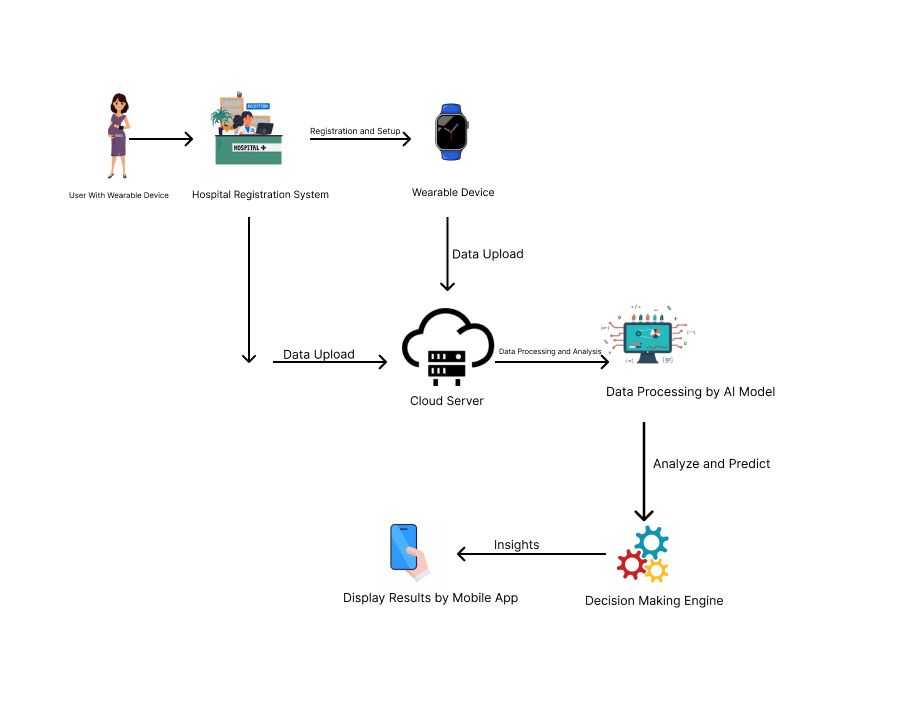 RECEPTION
HOSPITAL +
Registration and Setup
User With Wearable Device
Hospital Registration System
Wearable Device
Data Upload
Data Upload
Data Processing and Analysis
Cloud Server
Data Processing by AI Model
Analyze and Predict
Insights
Display Results by Mobile App
Decision Making Engine